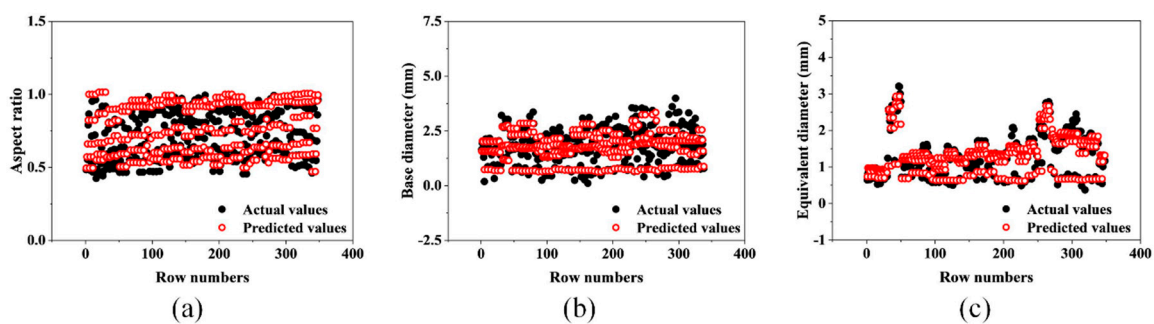 1.5
1.0
0.5
0.0
Aspect ratio
Actual values
Predicted values
0 100 200 300 400
Row numbers
(a)
7.5
5.0
2.5
0.0
-2.5
Base diameter (mm)
Actual values
Predicted values
0 100 200 300 400
Row numbers
(b)
5
4
3
2
1
0
-1
Equivalent diameter (mm)
Actual values
Predicted values
0 100 200 300 400
Row numbers
(c)